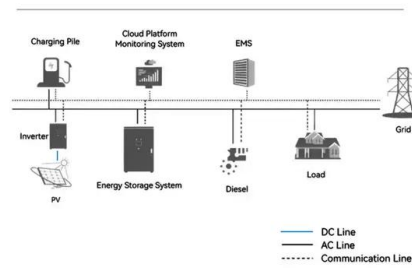 Charging Pile
Cloud Platform
Monitoring System
EMS
Grid
Inverter
PV
Energy Storage System
Diesel
Load
DC Line
AC Line
Communication Line